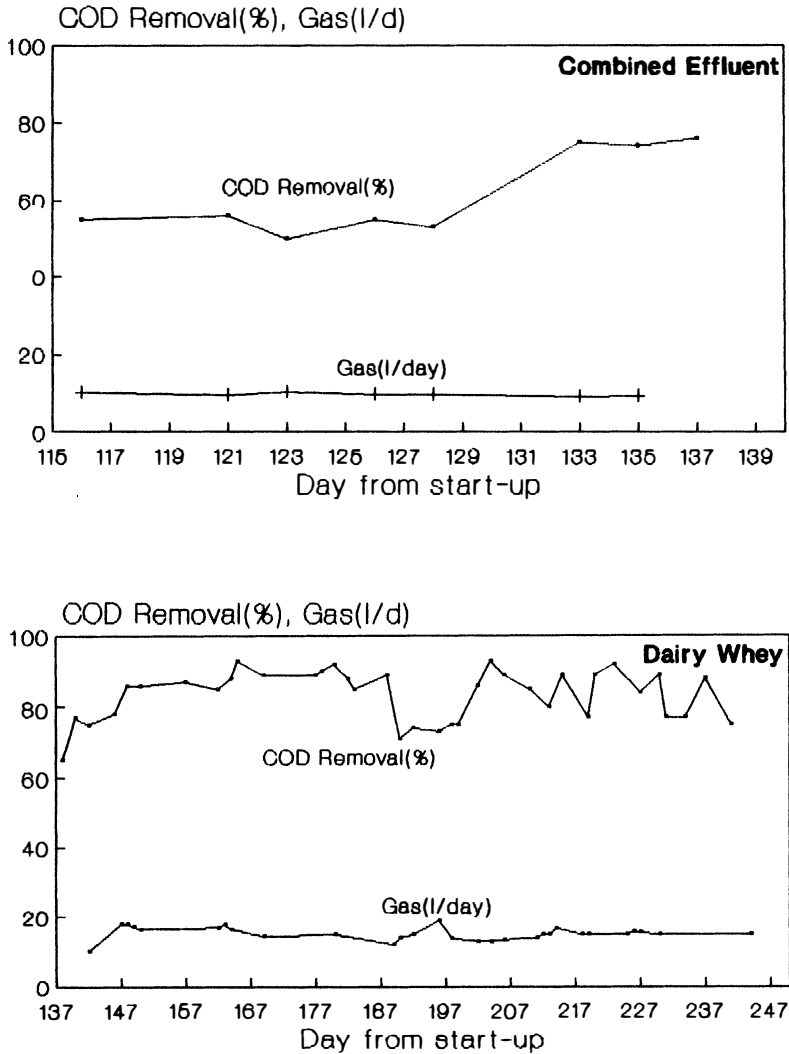 COD Removal(%), Gas(l/d)
100
Combined Effluent
80
COD Removal(%)
60
0
20
Gas(l/day)
0
115 117 119 121 123 125 127 129 131 133 135 137 139
Day from start-up
COD Removal(%), Gas(l/d)
100
Dairy Whey
80
COD Removal(%)
60
40
Gas(l/day)
20
0
137 147 157 167 177 187 197 207 217 227 237 247
Day from start-up